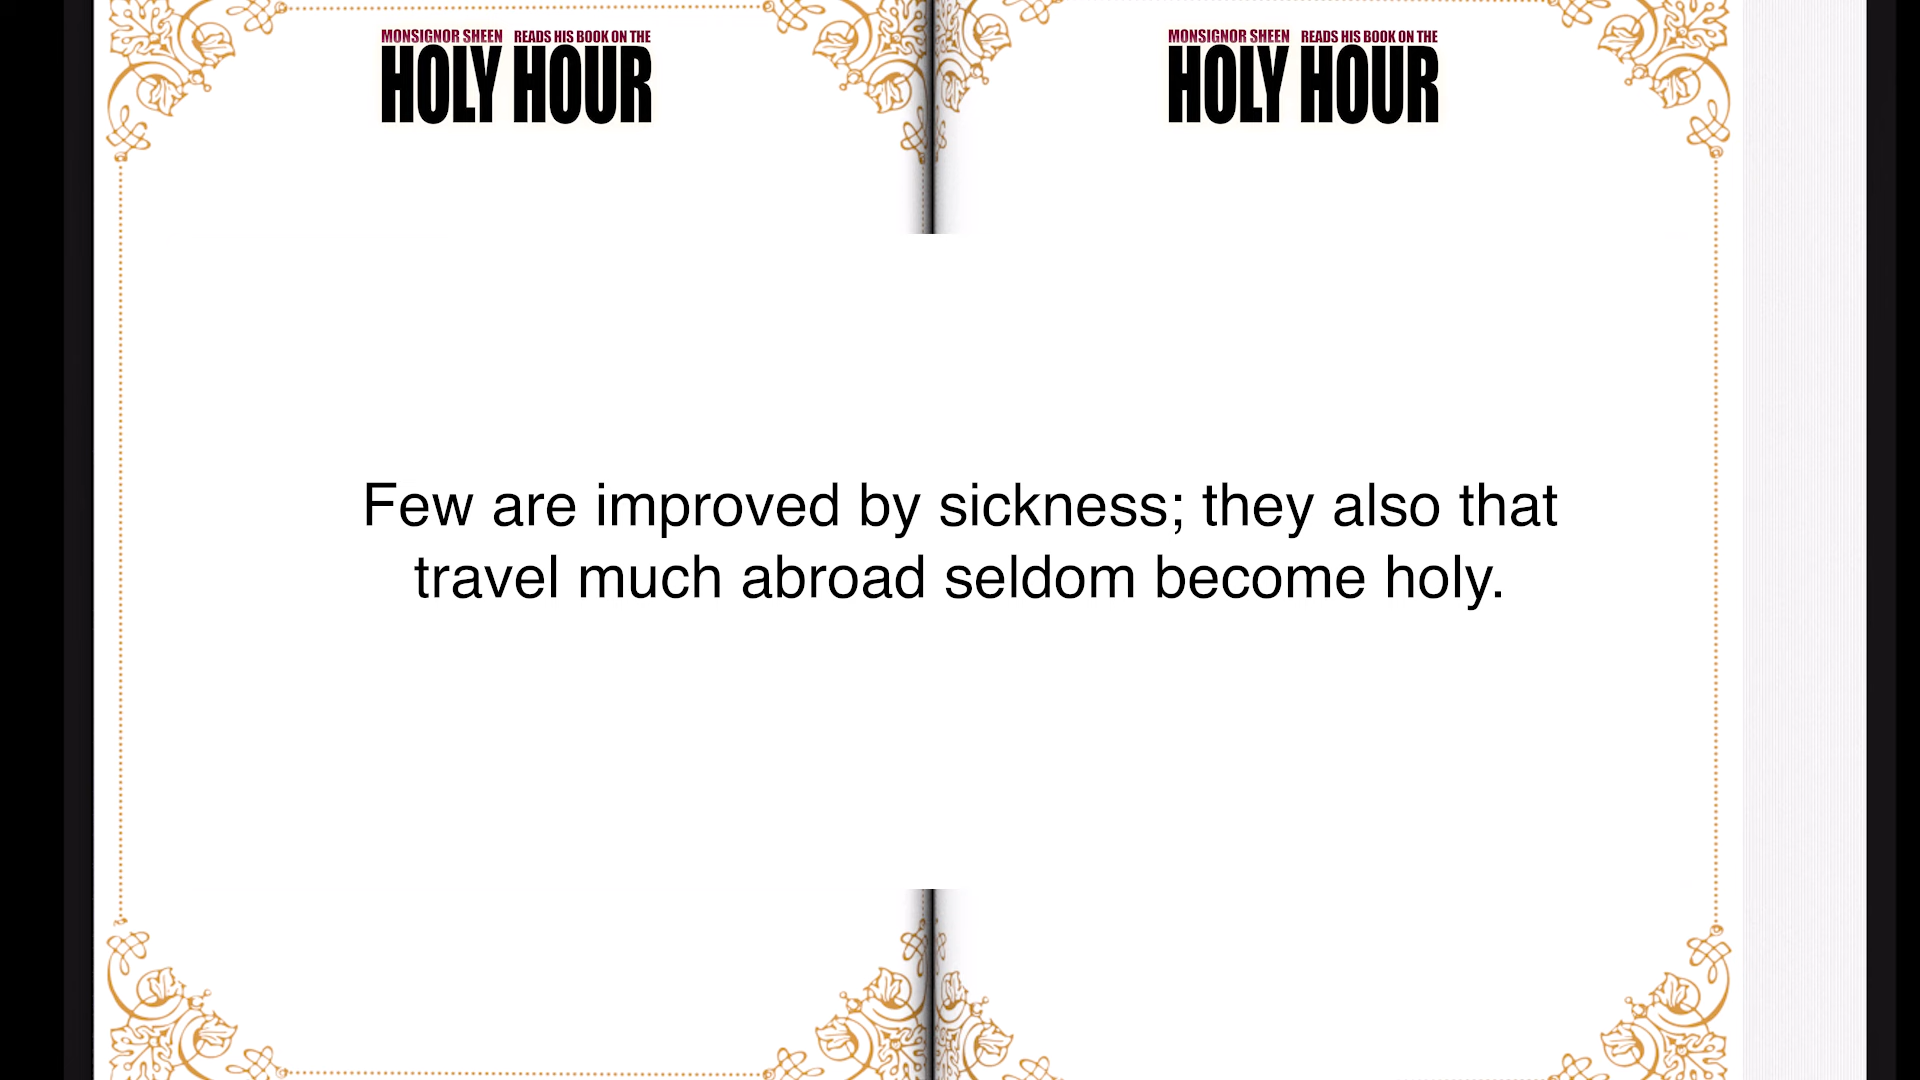 MONSIGNOR SHEEN READS HIS BOOK ON THE
HOLY HOUR
MONSIGNOR SHEEN READS HIS BOOK ON THE
HOLY HOUR
Few are improved by sickness; they also that
travel much abroad seldom become holy.